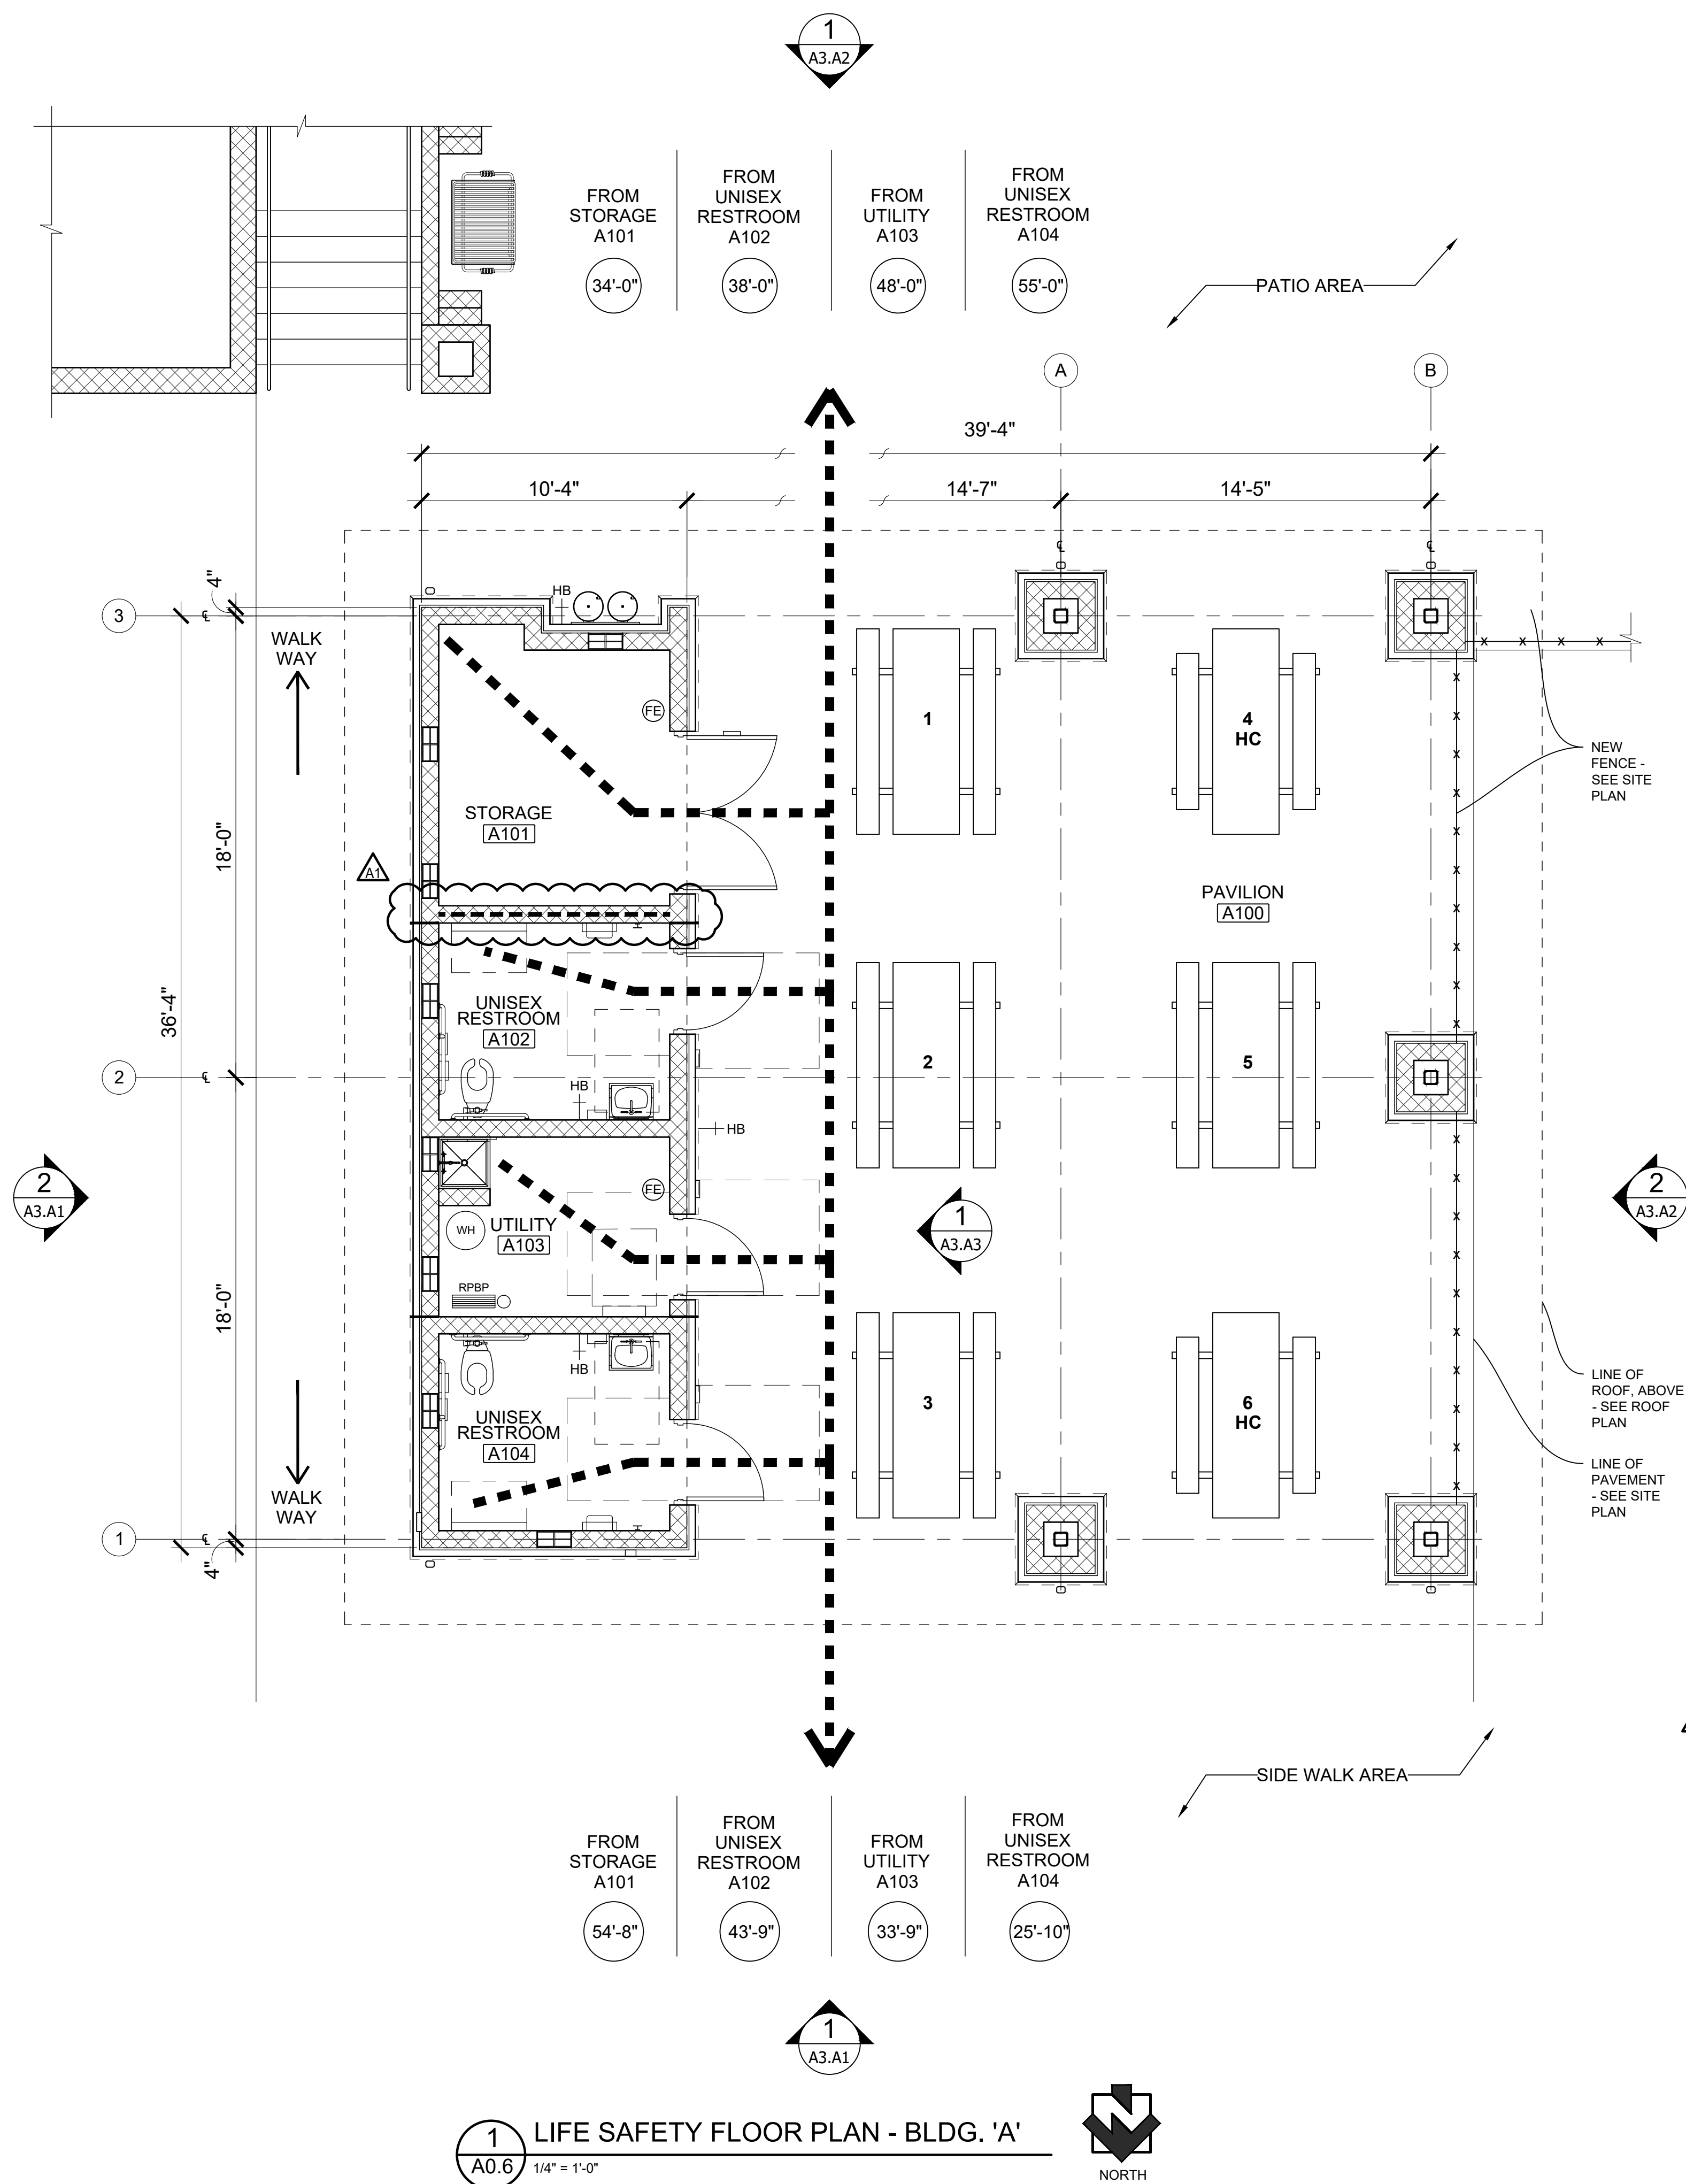 1
A3.A2
FROM
STORAGE
A101
34'-0"
FROM
UNISEX
RESTROOM
A102
38'-0"
FROM
UTILITY
A103
48'-0"
FROM
UNISEX
RESTROOM
A104
55'-0"
PATIO AREA
A
B
39'-4"
10'-4"
14'-7"
14'-5"
℄
℄
3
℄
4"
WALK
WAY
HB
FE
1
4
HC
NEW
FENCE -
SEE SITE
PLAN
STORAGE
A101
18'-0"
A1
PAVILION
A100
36'-4"
UNISEX
RESTROOM
A102
2
℄
HB
HB
2
5
2
A3.A1
FE
WH
UTILITY
A103
RPBP
1
A3.A3
2
A3.A2
18'-0"
HB
UNISEX
RESTROOM
A104
3
6
HC
LINE OF
ROOF, ABOVE
- SEE ROOF
PLAN
LINE OF
PAVEMENT
- SEE SITE
PLAN
WALK
WAY
1
℄
4"
SIDE WALK AREA
FROM
STORAGE
A101
54'-8"
FROM
UNISEX
RESTROOM
A102
43'-9"
FROM
UTILITY
A103
33'-9"
FROM
UNISEX
RESTROOM
A104
25'-10"
1
A3.A1
1
A0.6
LIFE SAFETY FLOOR PLAN - BLDG. 'A'
1/4" = 1'-0"
NORTH